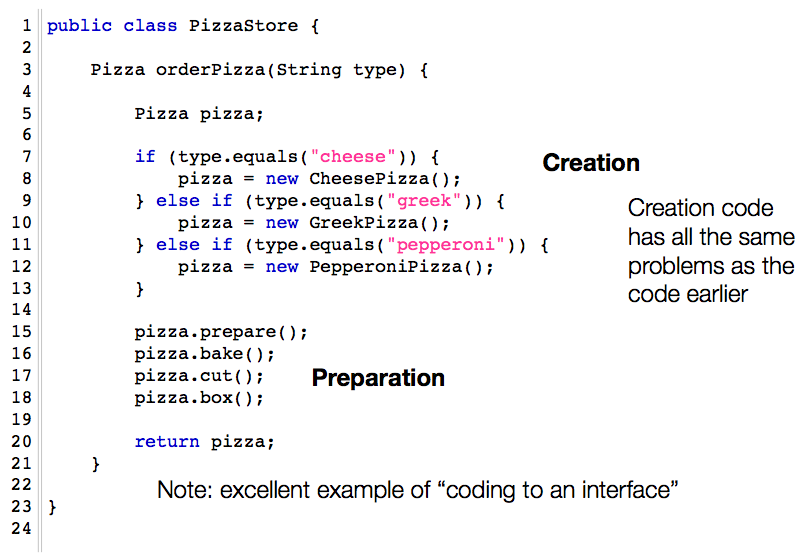 1 public class PizzaStore {
2
3 Pizza orderPizza(String type) {
4
5 Pizza pizza;
6
7 if (type.equals("cheese")) {
8 pizza = new CheesePizza();
9 } else if (type.equals("greek")) {
10 pizza = new GreekPizza();
11 } else if (type.equals("pepperoni")) {
12 pizza = new PepperoniPizza();
13 }
14
15 pizza.prepare();
16 pizza.bake();
17 pizza.cut();
18 pizza.box();
19
20 return pizza;
21 }
22
23 }
24
Creation
Creation code
has all the same
problems as the
code earlier
Preparation
Note: excellent example of “coding to an interface”